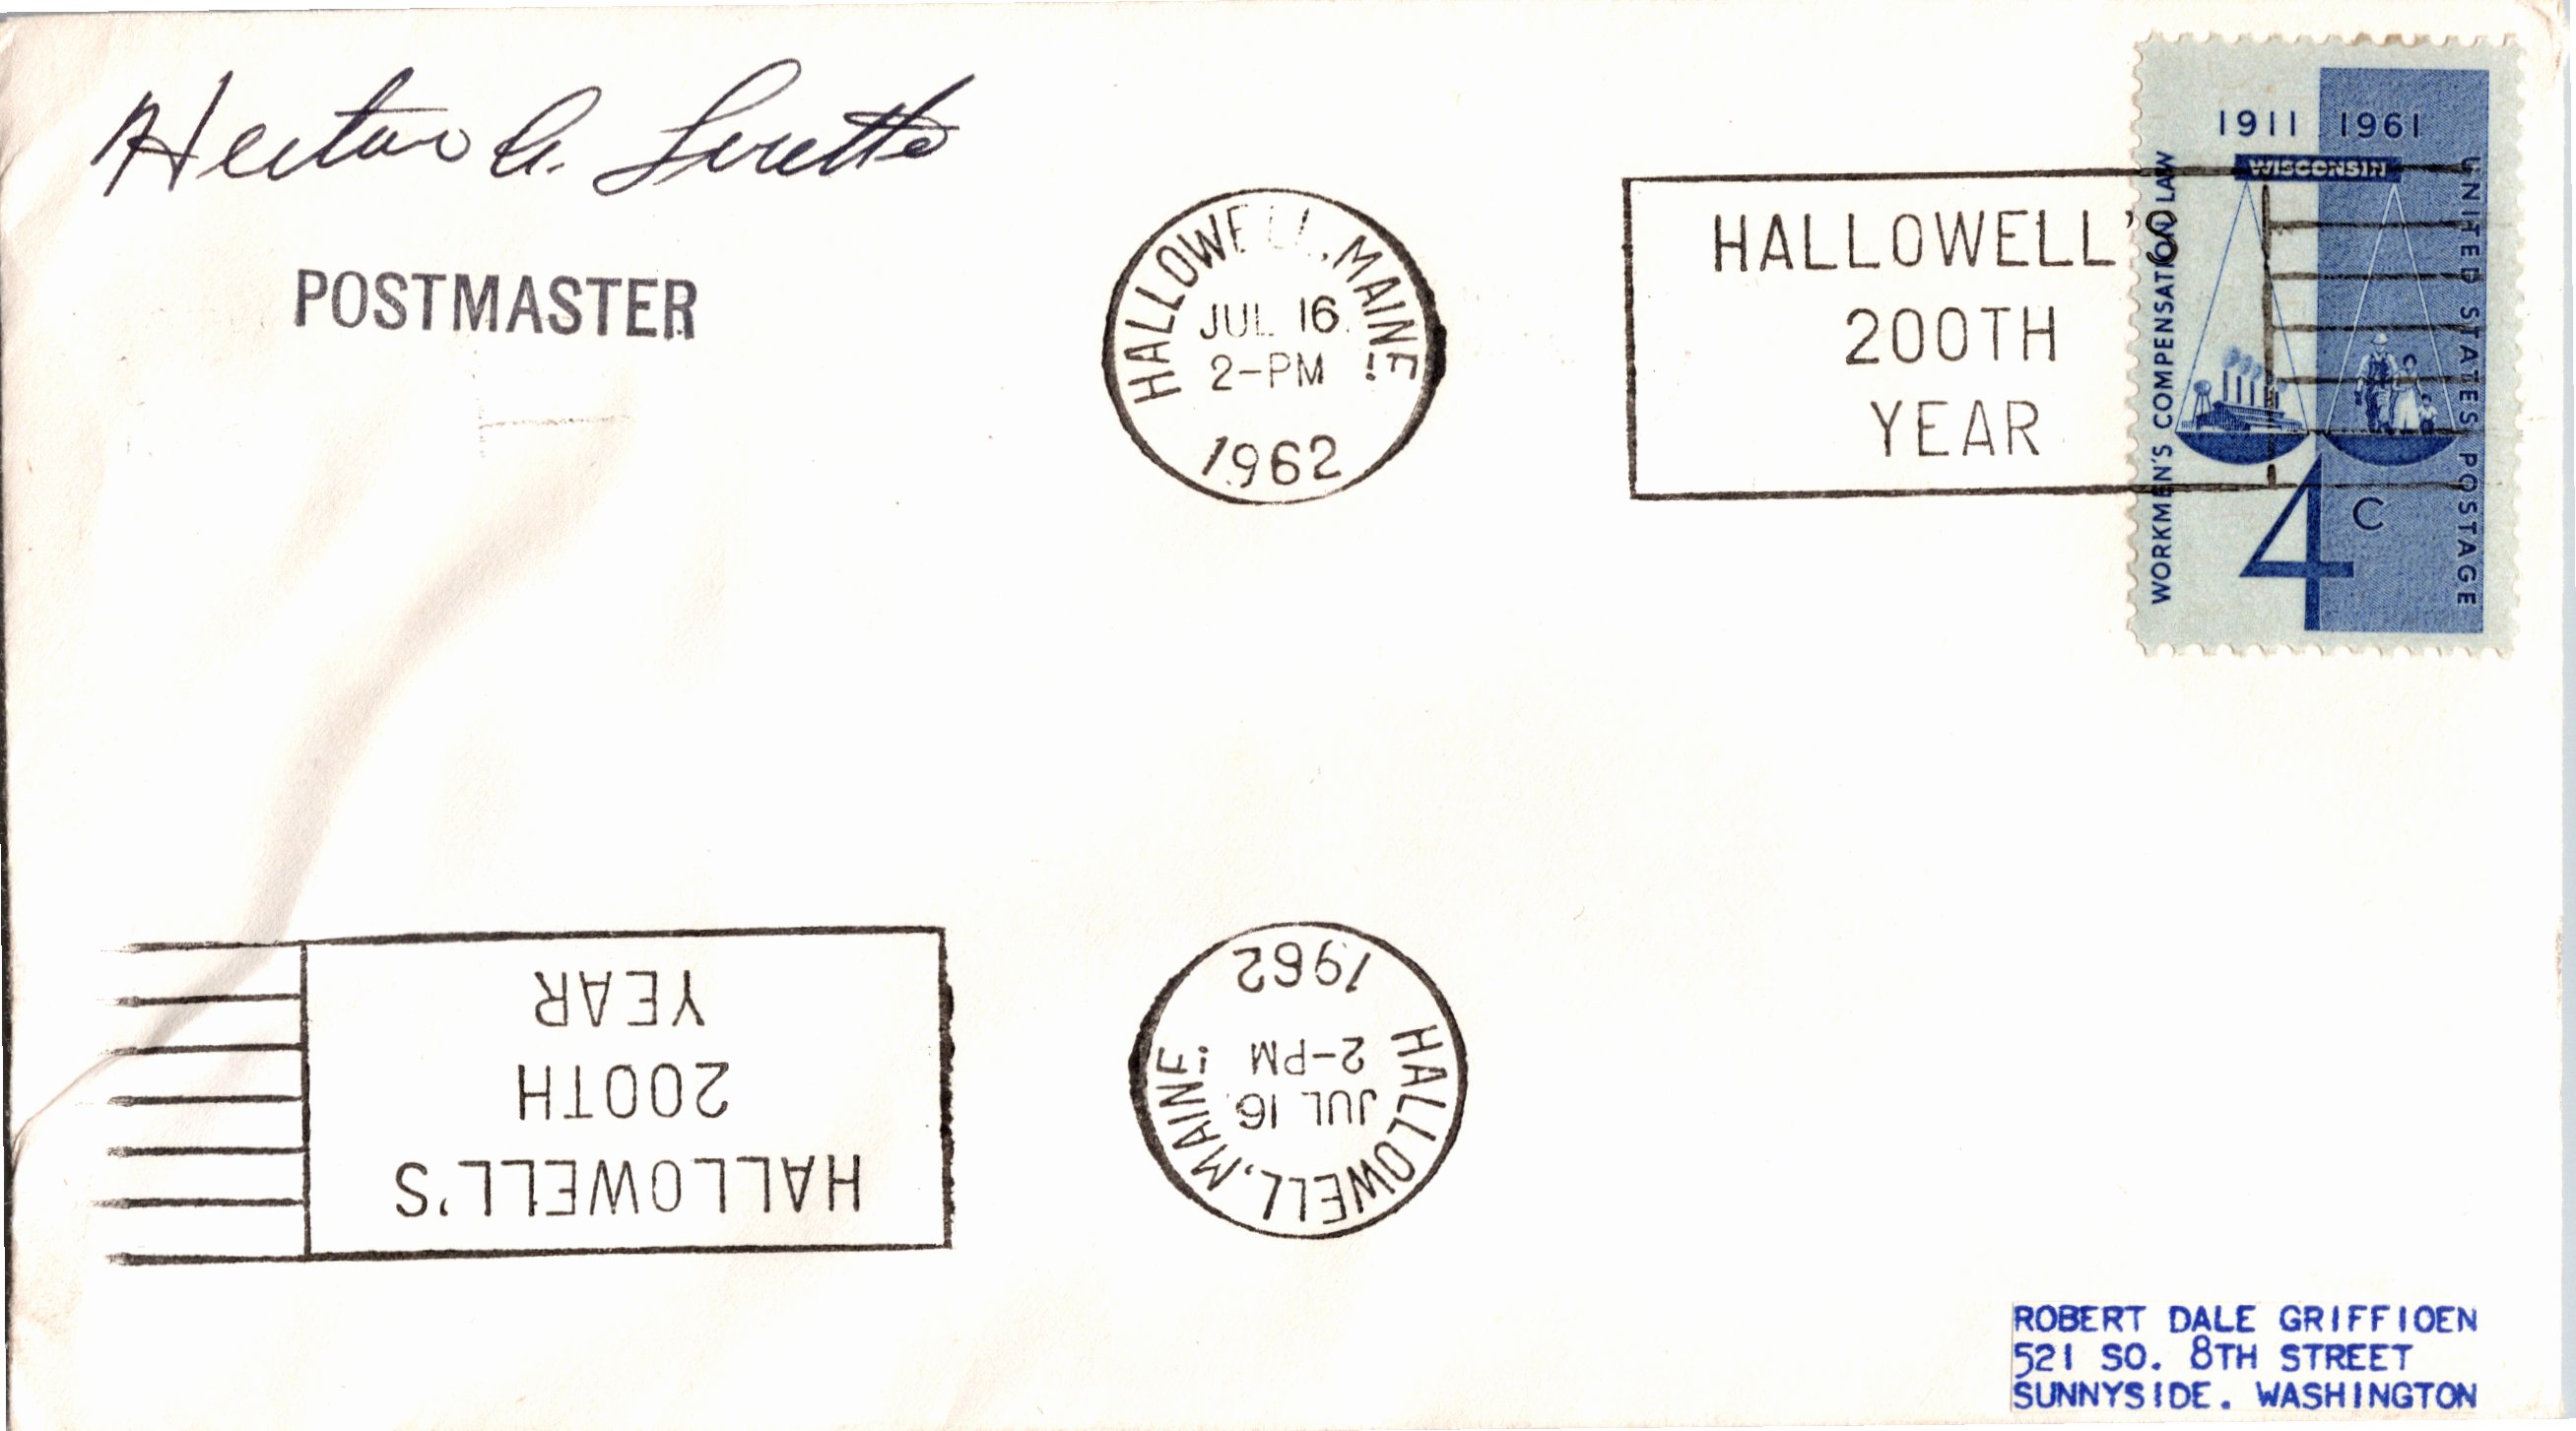 Hector A.
POSTMASTER
HALLOWELL, MAINE.
JUL 16
2-PM
1962
HALLOWELL'S
200TH
YEAR
1911 1961
WISCONSIN
WORKMEN'S COMPENSATION LAW
UNITED STATES POSTAGE
4 C
HALLOWELL'S
200TH
YEAR
HALLOWELL, MAINE.
JUL 16
2-PM
1962
ROBERT DALE GRIFFIOEN
521 SO. 8TH STREET
SUNNYSIDE. WASHINGTON